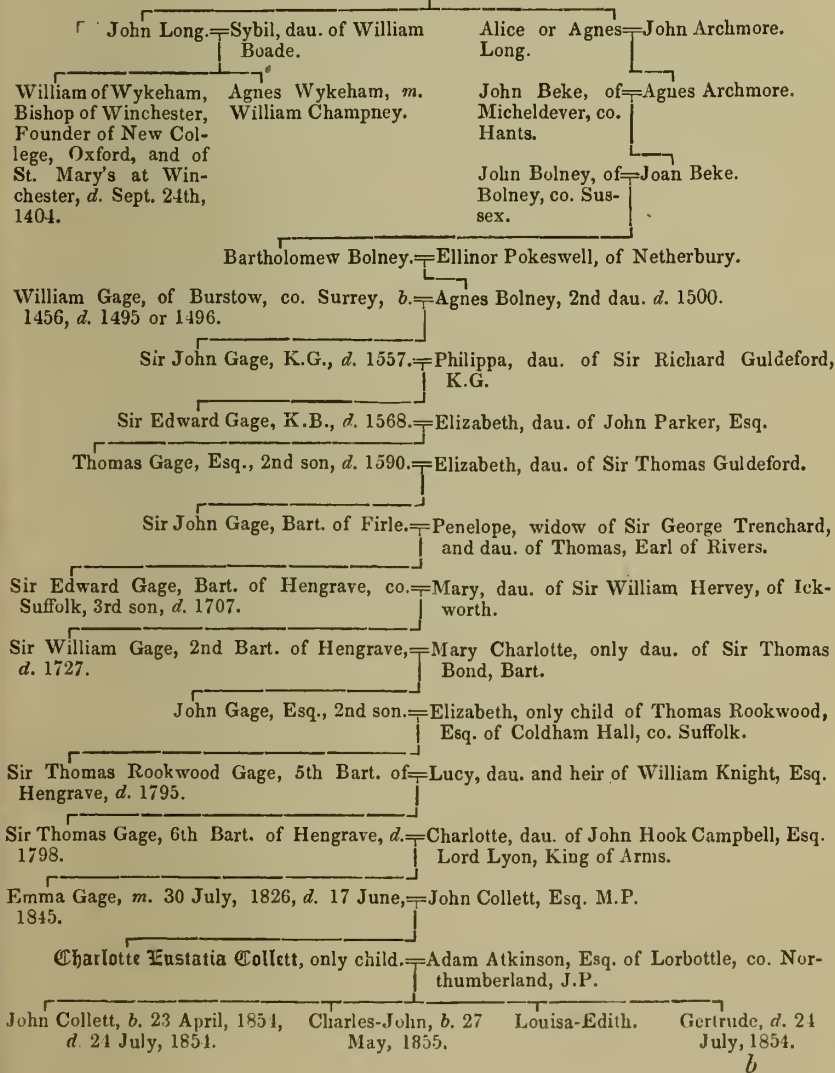 John Long.=Sybil, dau. of William Boade.
Alice or Agnes Long.=John Archmore.
William of Wykeham,
Bishop of Winchester,
Founder of New Col-
lege, Oxford, and of
St. Mary's at Win-
chester, d. Sept. 24th,
1404.
Agnes Wykeham, m.
William Champney.
John Beke, of Micheldever, co. Hants.=Agnes Archmore.
John Bolney, of Bolney, co. Sus-sex.=Joan Beke.
Bartholomew Bolney.=Ellinor Pokeswell, of Netherbury.
William Gage, of Burstow, co. Surrey, b.=Agnes Bolney, 2nd dau. d. 1500.
1456, d. 1495 or 1496.
Sir John Gage, K.G., d. 1557.=Philippa, dau. of Sir Richard Guldeford,
K.G.
Sir Edward Gage, K.B., d. 1568.=Elizabeth, dau. of John Parker, Esq.
Thomas Gage, Esq., 2nd son, d. 1590.=Elizabeth, dau. of Sir Thomas Guldeford.
Sir John Gage, Bart. of Firle.=Penelope, widow of Sir George Trenchard,
and dau. of Thomas, Earl of Rivers.
Sir Edward Gage, Bart. of Hengrave, co.=Mary, dau. of Sir William Hervey, of Ick-
Suffolk, 3rd son, d. 1707. worth.
Sir William Gage, 2nd Bart. of Hengrave,=Mary Charlotte, only dau. of Sir Thomas
d. 1727. Bond, Bart.
John Gage, Esq., 2nd son.=Elizabeth, only child of Thomas Rookwood,
Esq. of Coldham Hall, co. Suffolk.
Sir Thomas Rookwood Gage, 5th Bart. of=Lucy, dau. and heir of William Knight, Esq.
Hengrave, d. 1795.
Sir Thomas Gage, 6th Bart. of Hengrave, d.=Charlotte, dau. of John Hook Campbell, Esq.
1798. Lord Lyon, King of Arms.
Emma Gage, m. 30 July, 1826, d. 17 June,=John Collett, Esq. M.P.
1845.
Charlotte Eustatia Collett, only child.=Adam Atkinson, Esq. of Lorbottle, co. Nor-
thumberland, J.P.
John Collett, b. 23 April, 1854, Charles-John, b. 27 Louisa-Edith. Gertrude, d. 24
d. 24 July, 1854. May, 1855. July, 1854.
b